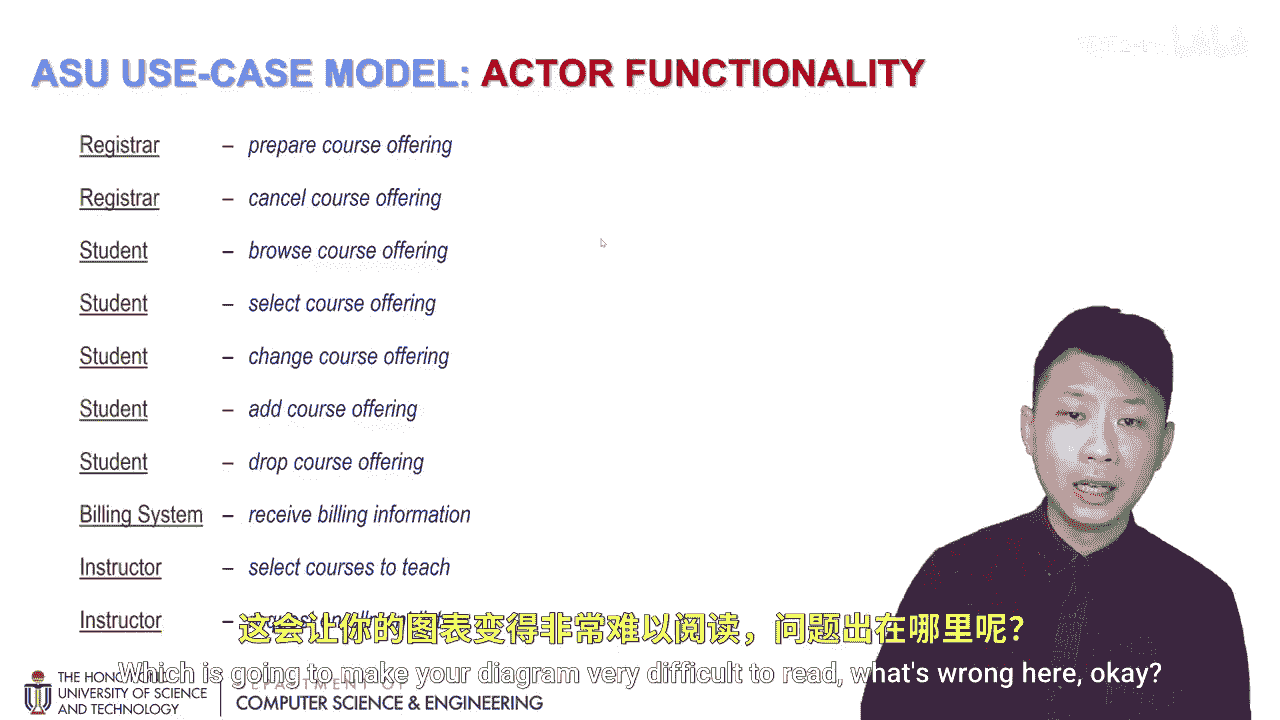 ASU USE-CASE MODEL: ACTOR FUNCTIONALITY
Registrar – prepare course offering
Registrar – cancel course offering
Student – browse course offering
Student – select course offering
Student – change course offering
Student – add course offering
Student – drop course offering
Billing System – receive billing information
Instructor – select courses to teach
Instructor –
这会让你的图表变得非常难以阅读，问题出在哪里呢？
Which is going to make your diagram very difficult to read, what's wrong here, okay?
THE HONG KONG
UNIVERSITY OF SCIENCE
AND TECHNOLOGY
DEPARTMENT OF
COMPUTER SCIENCE & ENGINEERING